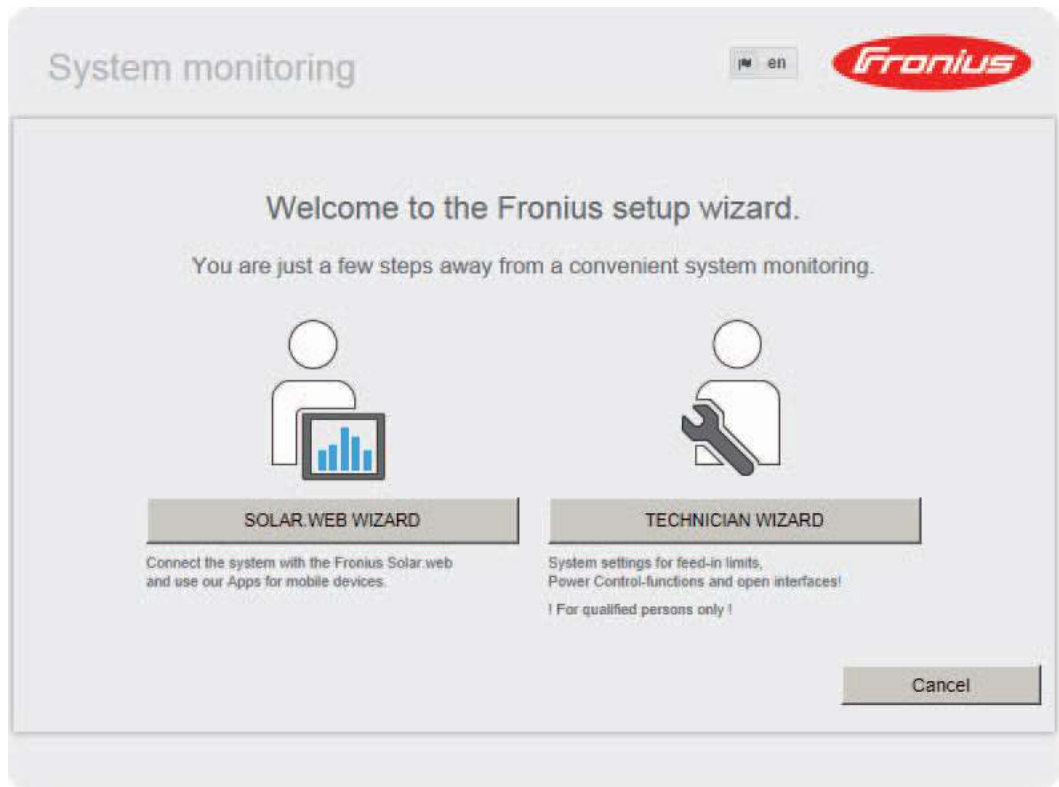 System monitoring
en
Fronius
Welcome to the Fronius setup wizard.
You are just a few steps away from a convenient system monitoring.
SOLAR.WEB WIZARD
Connect the system with the Fronius Solar.web
and use our Apps for mobile devices.
TECHNICIAN WIZARD
System settings for feed-in limits,
Power Control-functions and open interfaces!
! For qualified persons only !
Cancel